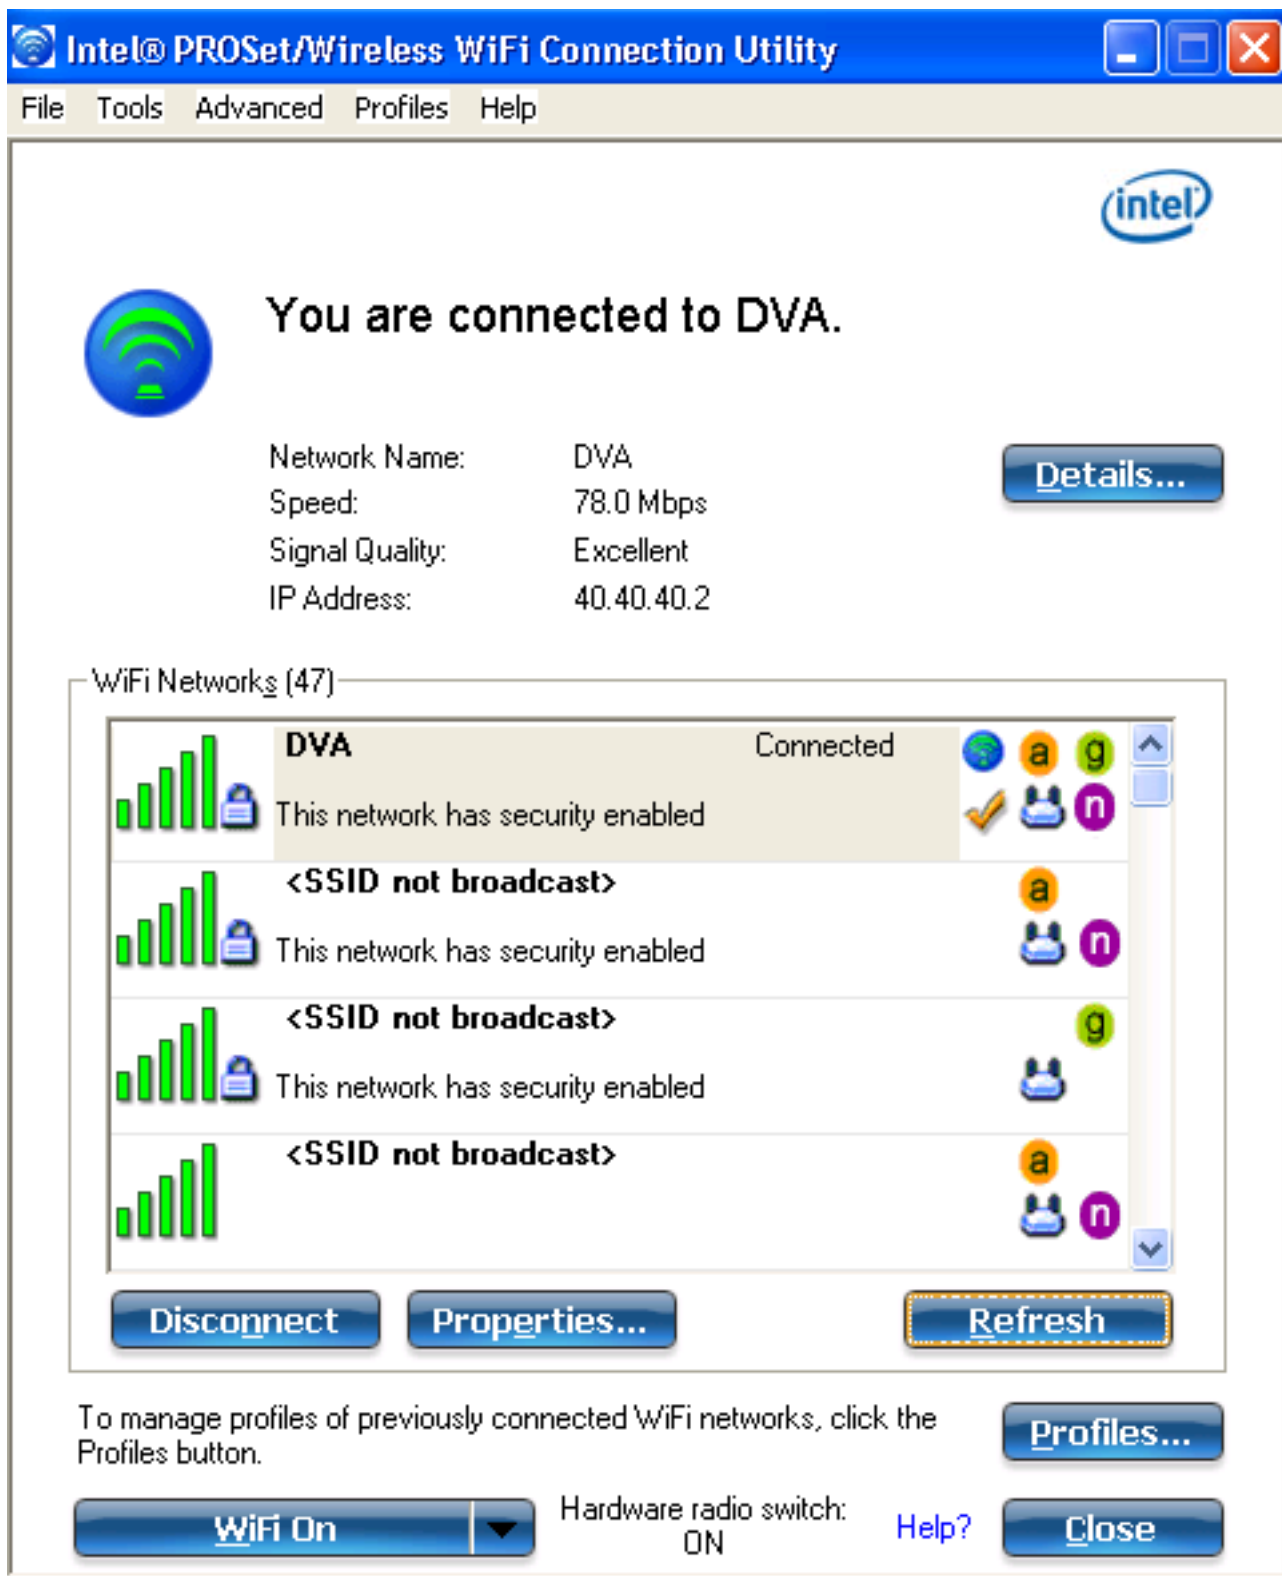 Intel® PROSet/Wireless WiFi Connection Utility
File Tools Advanced Profiles Help
intel
You are connected to DVA.
Network Name: DVA
Details...
Speed: 78.0 Mbps
Signal Quality: Excellent
IP Address: 40.40.40.2
WiFi Networks (47)
DVA Connected a g
This network has security enabled n
<SSID not broadcast> a
This network has security enabled n
<SSID not broadcast> g
This network has security enabled
<SSID not broadcast> a
n
Disconnect Properties... Refresh
To manage profiles of previously connected WiFi networks, click the
Profiles button.
Profiles...
WiFi On
Hardware radio switch:
ON
Help?
Close